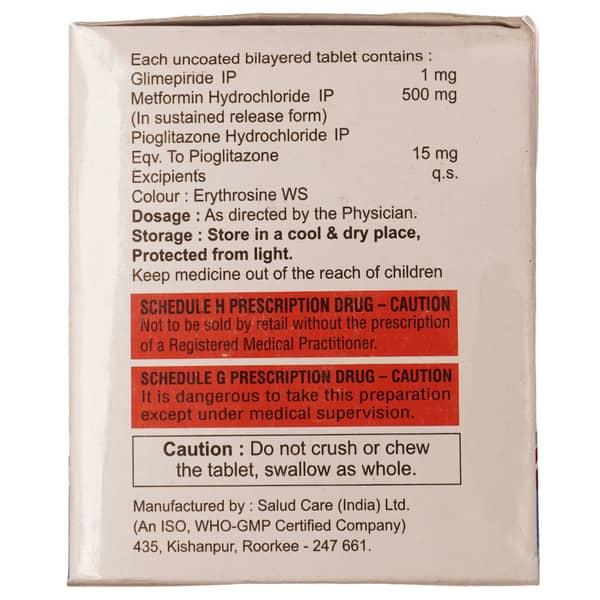 Each uncoated bilayered tablet contains :
Glimepiride IP 1 mg
Metformin Hydrochloride IP 500 mg
(In sustained release form)
Pioglitazone Hydrochloride IP
Eqv. To Pioglitazone 15 mg
Excipients q.s.
Colour : Erythrosine WS
Dosage : As directed by the Physician.
Storage : Store in a cool & dry place,
Protected from light.
Keep medicine out of the reach of children
SCHEDULE H PRESCRIPTION DRUG – CAUTION
Not to be sold by retail without the prescription
of a Registered Medical Practitioner.
SCHEDULE G PRESCRIPTION DRUG – CAUTION
It is dangerous to take this preparation
except under medical supervision.
Caution : Do not crush or chew
the tablet, swallow as whole.
Manufactured by : Salud Care (India) Ltd.
(An ISO, WHO-GMP Certified Company)
435, Kishanpur, Roorkee - 247 661.